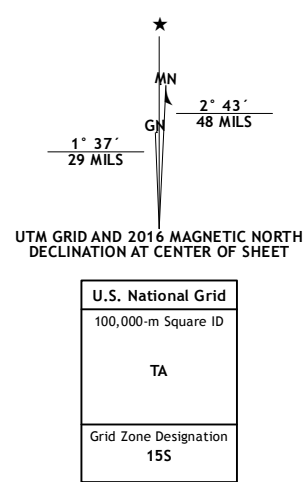 MN
GN
2° 43´
48 MILS
1° 37´
29 MILS
UTM GRID AND 2016 MAGNETIC NORTH
DECLINATION AT CENTER OF SHEET
U.S. National Grid
100,000-m Square ID
TA
Grid Zone Designation
15S